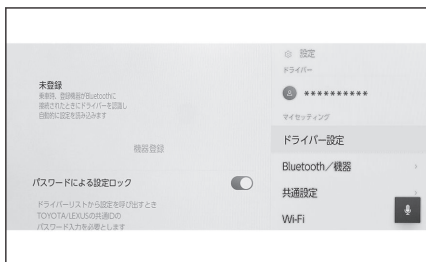 未登録
乗車時、登録機器がBluetoothに
接続されたときにドライバーを認識し
自動的に設定を読み込みます
機器登録
パスワードによる設定ロック
ドライバーリストから設定を呼び出すとき
TOYOTA/LEXUSの共通IDの
パスワード入力を必要とします
設定
ドライバー
**********
マイセッティング
ドライバー設定
Bluetooth／機器
共通設定
Wi-Fi